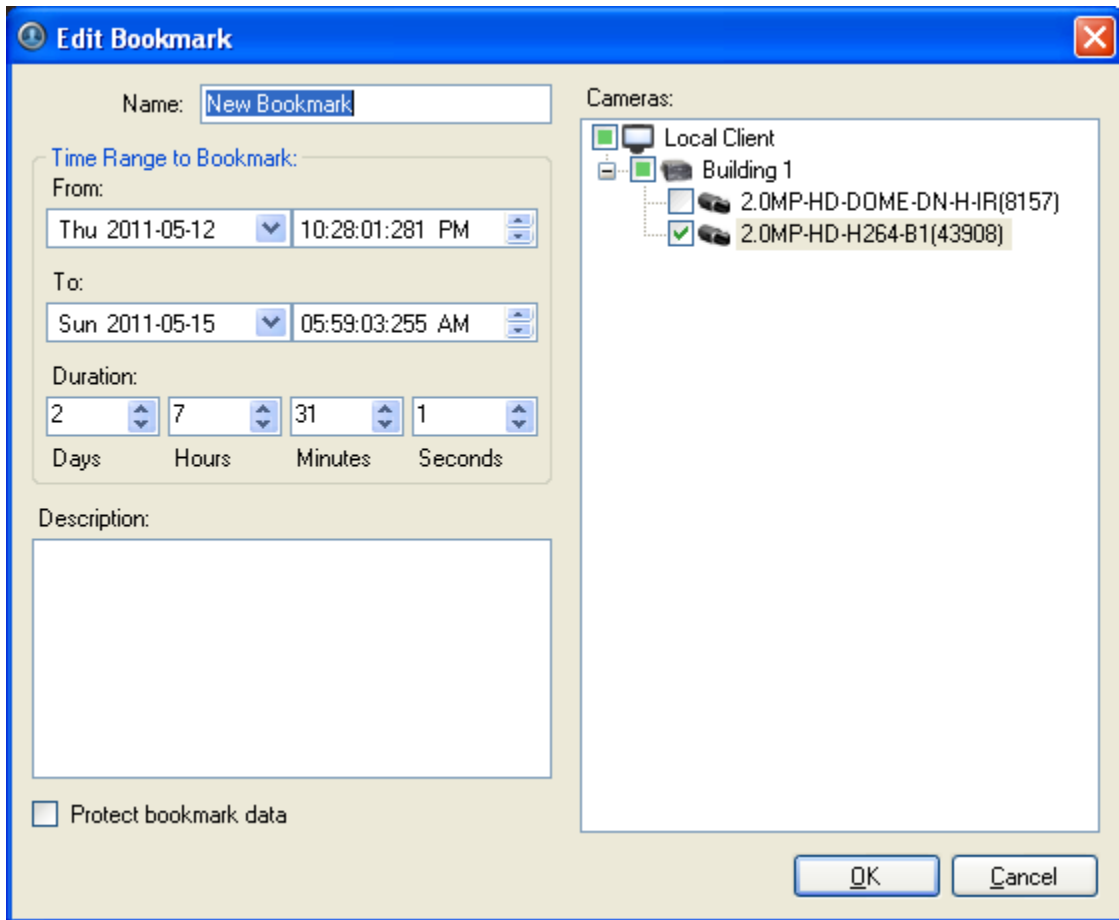 Edit Bookmark
Name: New Bookmark
Time Range to Bookmark:
From:
Thu 2011-05-12 10:28:01:281 PM
To:
Sun 2011-05-15 05:59:03:255 AM
Duration:
2 7 31 1
Days Hours Minutes Seconds
Description:
Protect bookmark data
Cameras:
Local Client
Building 1
2.0MP-HD-DOME-DN-H-IR(8157)
2.0MP-HD-H264-B1(43908)
OK Cancel